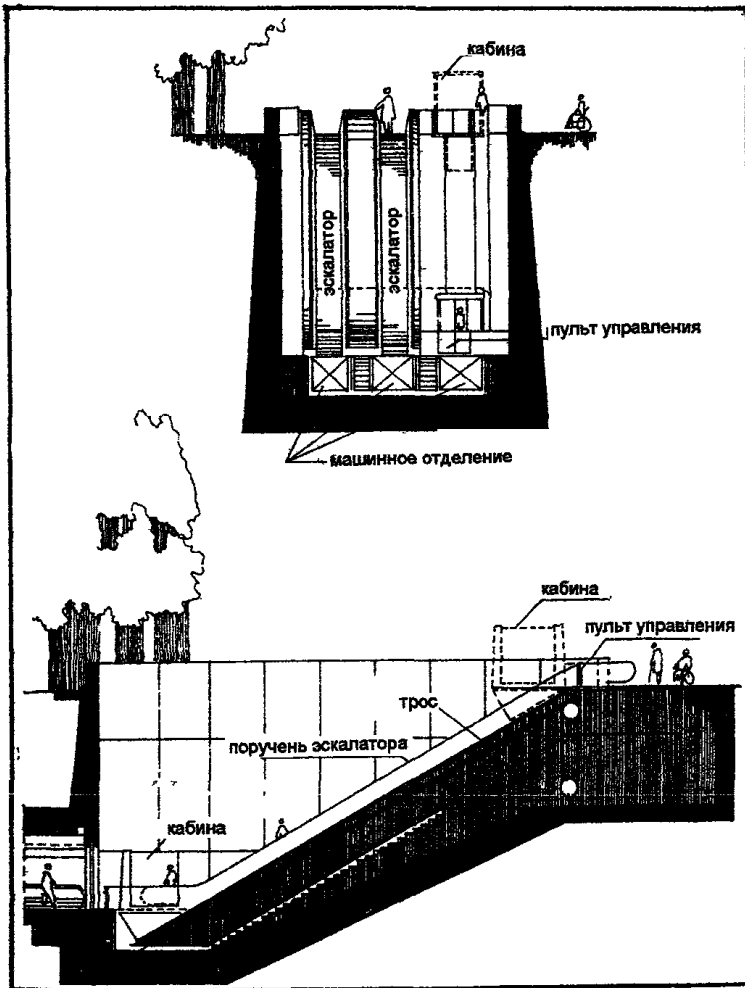 кабина
эскалатор
эскалатор
пульт управления
машинное отделение
кабина
пульт управления
трос
поручень эскалатора
кабина